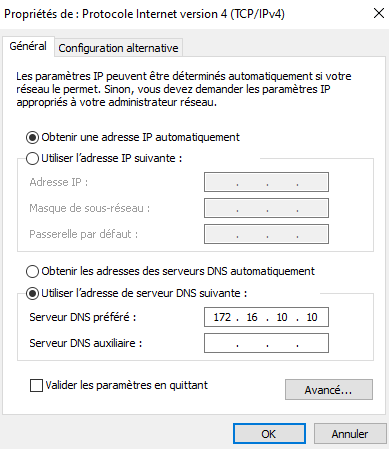 Propriétés de : Protocole Internet version 4 (TCP/IPv4)
Général
Configuration alternative
Les paramètres IP peuvent être déterminés automatiquement si votre
réseau le permet. Sinon, vous devez demander les paramètres IP
appropriés à votre administrateur réseau.
Obtenir une adresse IP automatiquement
Utiliser l'adresse IP suivante :
Adresse IP :
Masque de sous-réseau :
Passerelle par défaut :
Obtenir les adresses des serveurs DNS automatiquement
Utiliser l'adresse de serveur DNS suivante :
Serveur DNS préféré : 172 . 16 . 10 . 10
Serveur DNS auxiliaire :
Valider les paramètres en quittant
Avancé...
OK
Annuler